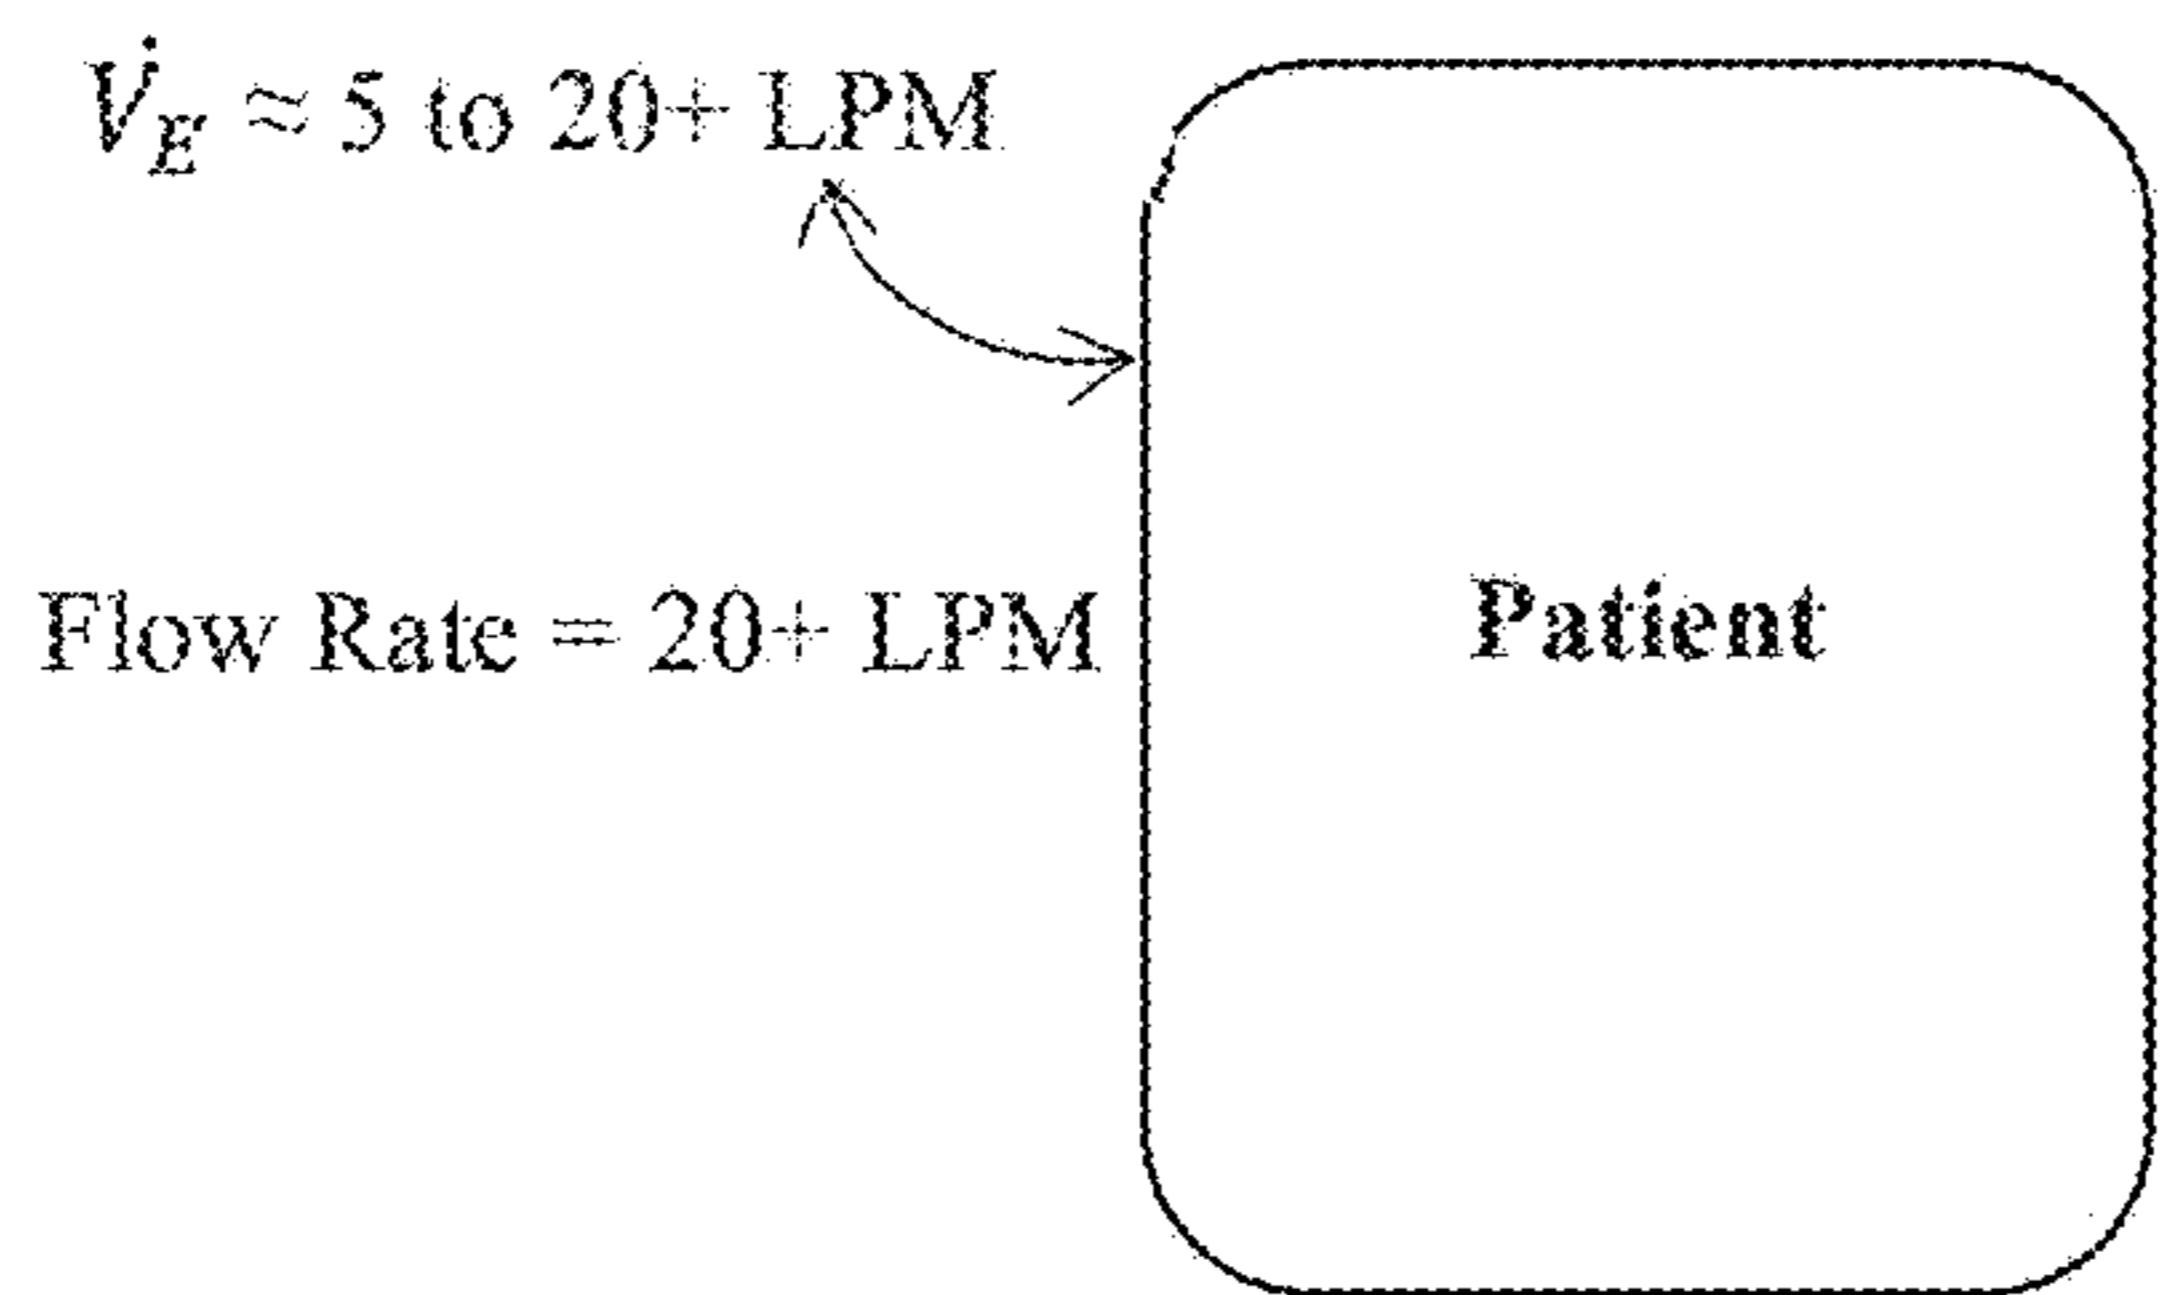 V̇E ≈ 5 to 20+ LPM
Flow Rate = 20+ LPM
Patient